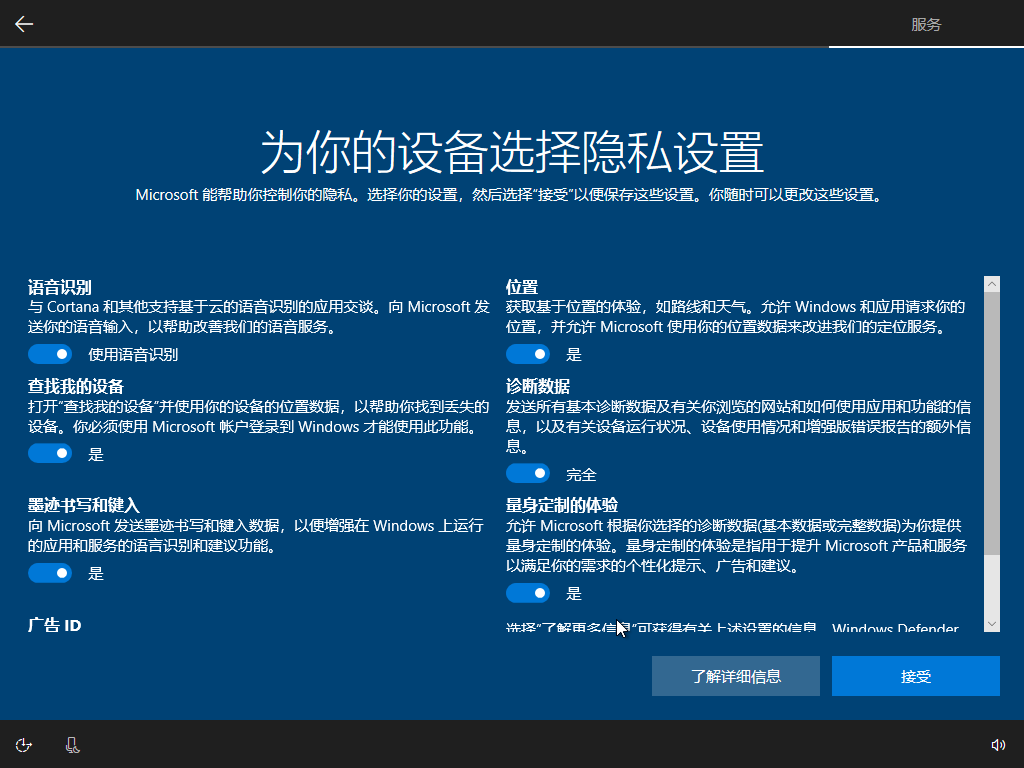 服务
为你的设备选择隐私设置
Microsoft 能帮助你控制你的隐私。选择你的设置，然后选择“接受”以便保存这些设置。你随时可以更改这些设置。
语音识别
与 Cortana 和其他支持基于云的语音识别的应用交谈。向 Microsoft 发
送你的语音输入，以帮助改善我们的语音服务。
使用语音识别
查找我的设备
打开“查找我的设备”并使用你的设备的位置数据，以帮助你找到丢失的
设备。你必须使用 Microsoft 帐户登录到 Windows 才能使用此功能。
是
墨迹书写和键入
向 Microsoft 发送墨迹书写和键入数据，以便增强在 Windows 上运行
的应用和服务的语言识别和建议功能。
是
广告 ID
位置
获取基于位置的体验，如路线和天气。允许 Windows 和应用请求你的
位置，并允许 Microsoft 使用你的位置数据来改进我们的定位服务。
是
诊断数据
发送所有基本诊断数据及有关你浏览的网站和如何使用应用和功能的信
息，以及有关设备运行状况、设备使用情况和增强版错误报告的额外信
息。
完全
量身定制的体验
允许 Microsoft 根据你选择的诊断数据(基本数据或完整数据)为你提供
量身定制的体验。量身定制的体验是指用于提升 Microsoft 产品和服务
以满足你的需求的个性化提示、广告和建议。
是
选择“了解更多信息”可获得有关上述设置的信息、Windows Defender
了解详细信息
接受